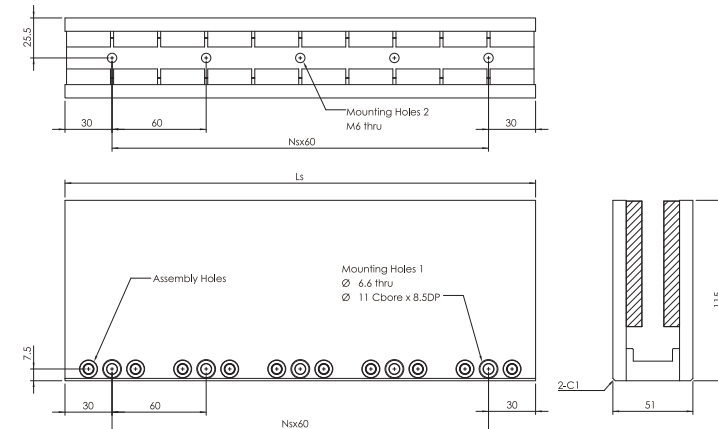 25.5
Mounting Holes 2
M6 thru
30
60
30
Nsx60
Ls
Assembly Holes
Mounting Holes 1
Ø 6.6 thru
Ø 11 Cbore x 8.5DP
7.5
115
30
60
30
2-C1
51
Nsx60